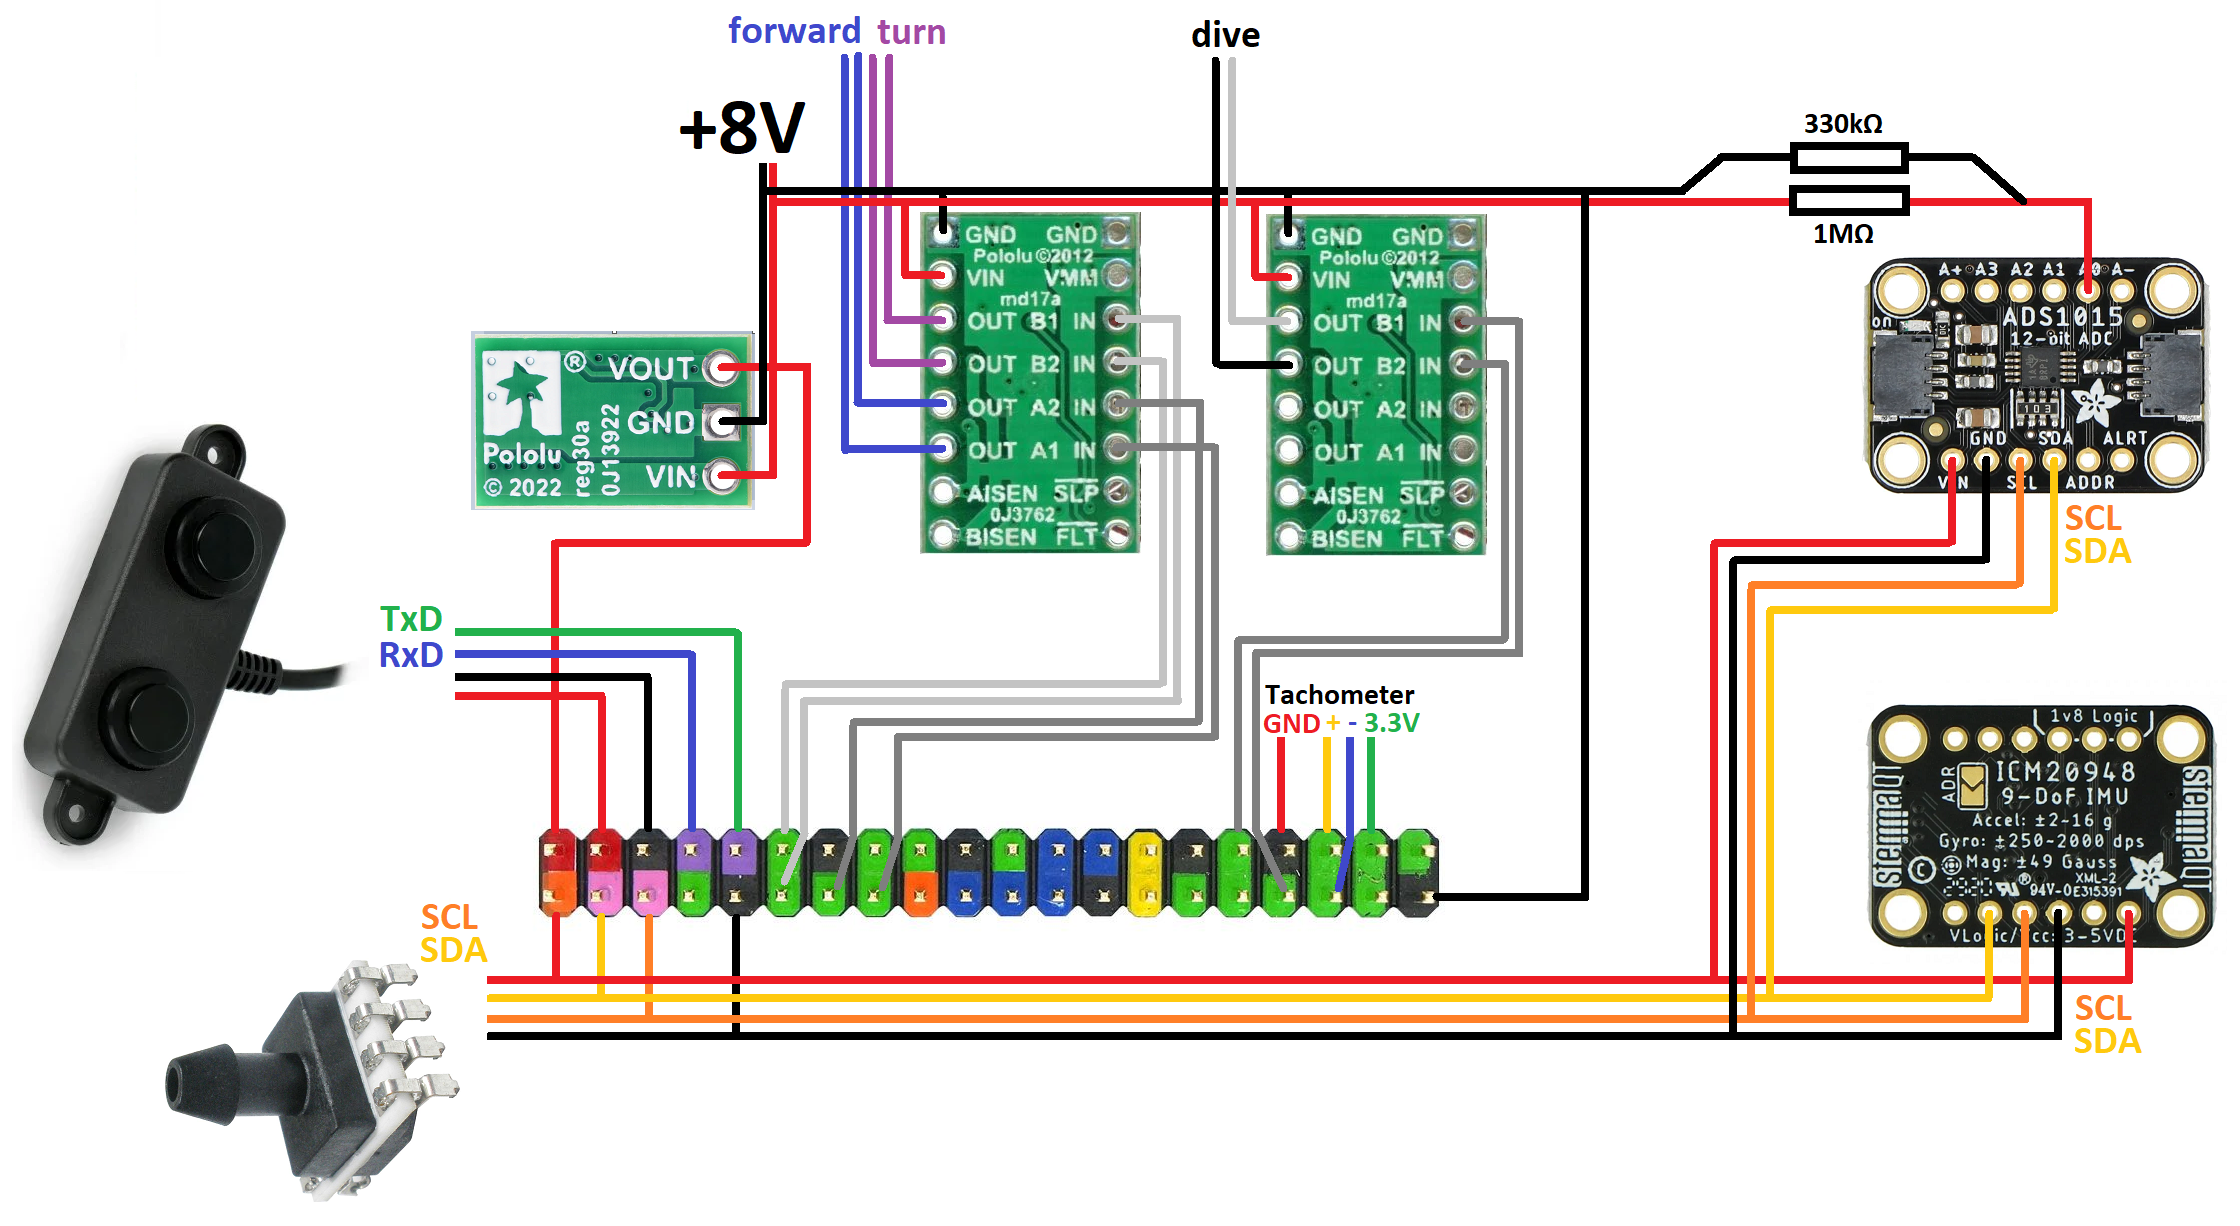 forward turn
dive
+8V
330kΩ
1MΩ
GND GND
Pololu ©2012
VIN VMM
md17a
OUT B1 IN
OUT B2 IN
OUT A2 IN
OUT A1 IN
AISEN SLP
0J3762
BISEN FLT
GND GND
Pololu ©2012
VIN VMM
md17a
OUT B1 IN
OUT B2 IN
OUT A2 IN
OUT A1 IN
AISEN SLP
0J3762
BISEN FLT
A+ A3 A2 A1 A0 A-
on
ADS1015
12-bit ADC
103
GND SDA ALRT
VIN SCL ADDR
SCL
SDA
® VOUT
GND
VIN
Pololu
© 2022
reg30a
0J13922
TxD
RxD
Tachometer
GND + - 3.3V
1v8 Logic
ADR
ICM20948
9-DoF IMU
Accel: ±2-16 g
Gyro: ±250-2000 dps
Mag: ±49 Gauss
XML-2
94V-0E315391
VLogic/Vcc: 3-5VDC
stemmaQT
stemmaQT
SCL
SDA
SCL
SDA